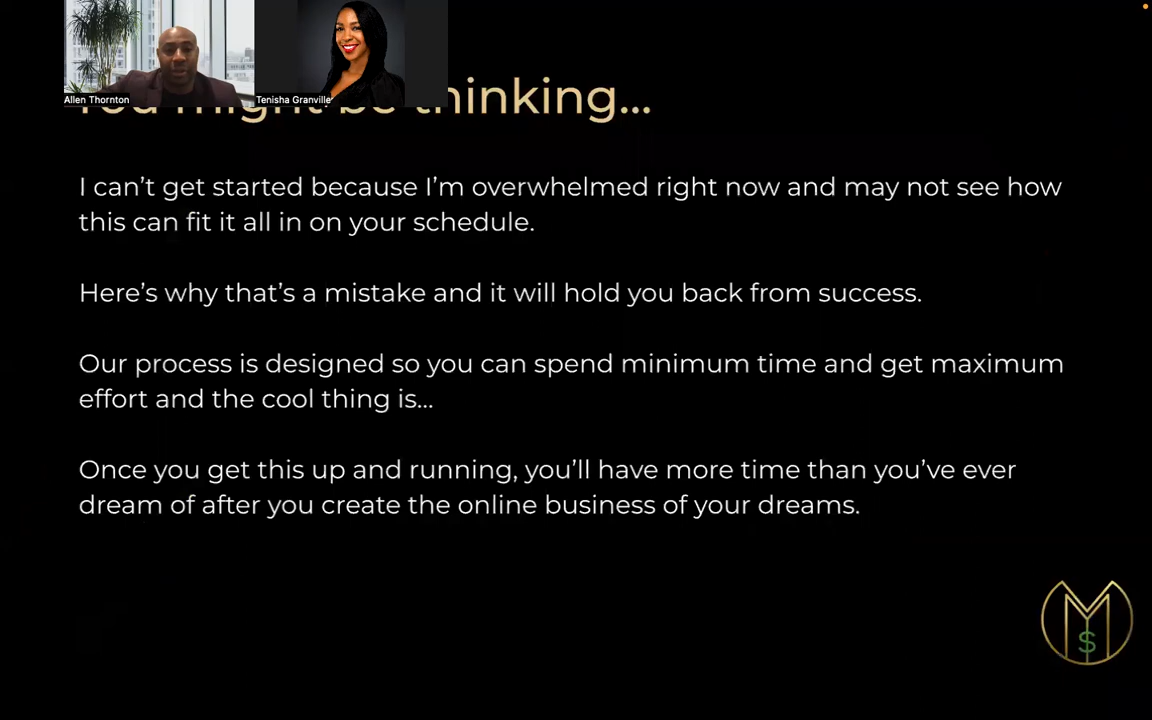 Allen Thornton
Tenisha Granville
You might be thinking...
I can't get started because I'm overwhelmed right now and may not see how
this can fit it all in on your schedule.
Here's why that's a mistake and it will hold you back from success.
Our process is designed so you can spend minimum time and get maximum
effort and the cool thing is...
Once you get this up and running, you'll have more time than you've ever
dream of after you create the online business of your dreams.
M
$